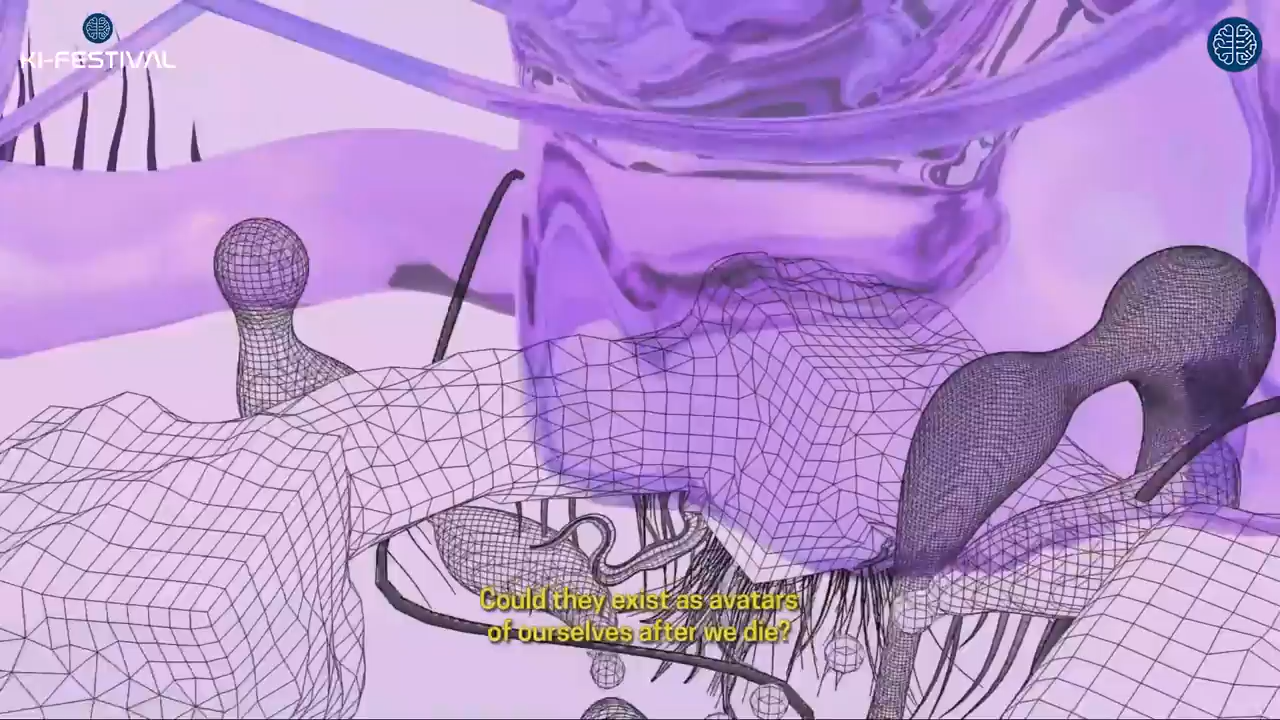 KI-FESTIVAL
Could they exist as avatars
of ourselves after we die?